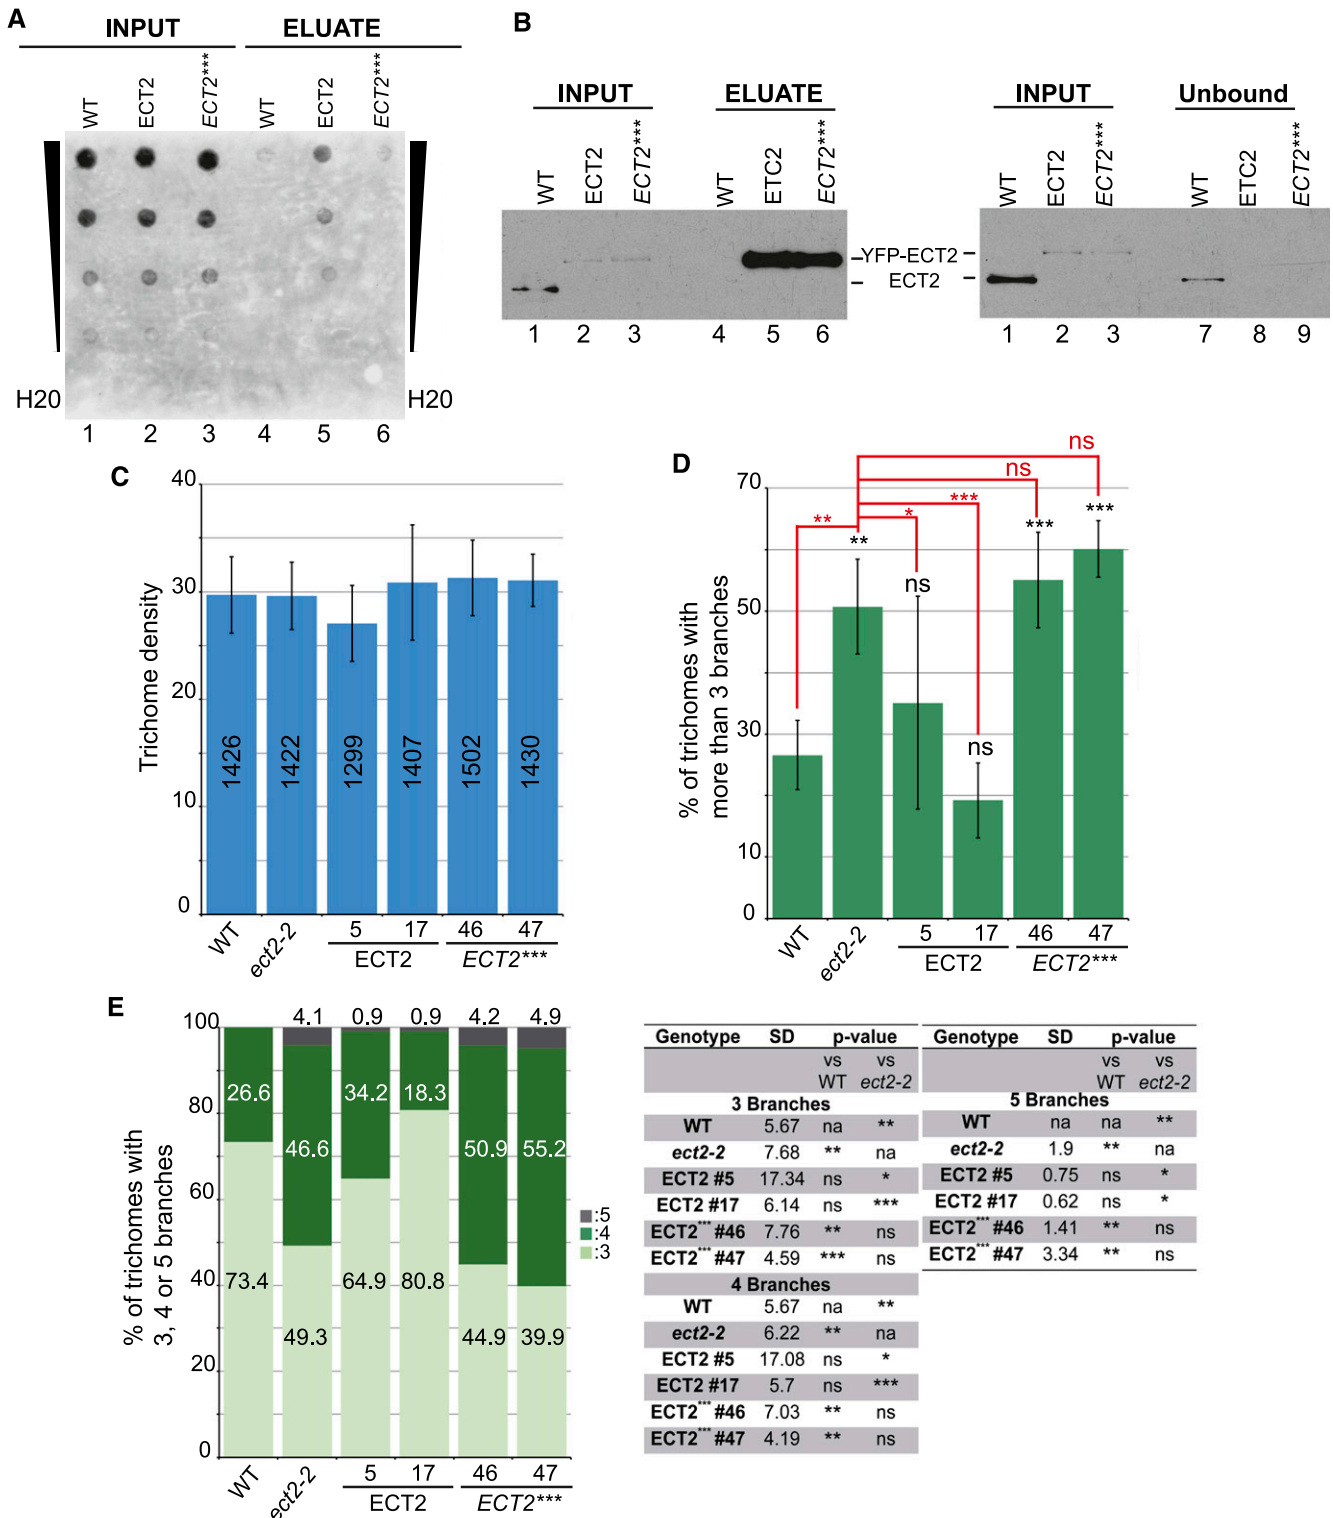 A
INPUT ELUATE
WT ECT2 ECT2*** WT ECT2 ECT2***
H20 H20
1 2 3 4 5 6
B
INPUT ELUATE
WT ECT2 ECT2*** WT ETC2 ECT2***
YFP-ECT2
ECT2
1 2 3 4 5 6
INPUT Unbound
WT ECT2 ECT2*** WT ETC2 ECT2***
1 2 3 7 8 9
C
Trichome density
40
30
20
10
0
1426 1422 1299 1407 1502 1430
WT ect2-2 5 17 46 47
ECT2 ECT2***
D
% of trichomes with
more than 3 branches
70
50
30
10
0
ns
ns
***
*
**
** ns ns *** ***
WT ect2-2 5 17 46 47
ECT2 ECT2***
E
% of trichomes with
3, 4 or 5 branches
100
80
60
40
20
0
4.1 0.9 0.9 4.2 4.9
26.6 46.6 34.2 18.3 50.9 55.2
73.4 49.3 64.9 80.8 44.9 39.9
:5
:4
:3
WT ect2-2 5 17 46 47
ECT2 ECT2***
Genotype SD p-value
vs WT vs ect2-2
3 Branches
WT 5.67 na **
ect2-2 7.68 ** na
ECT2 #5 17.34 ns *
ECT2 #17 6.14 ns ***
ECT2*** #46 7.76 ** ns
ECT2*** #47 4.59 *** ns
4 Branches
WT 5.67 na **
ect2-2 6.22 ** na
ECT2 #5 17.08 ns *
ECT2 #17 5.7 ns ***
ECT2*** #46 7.03 ** ns
ECT2*** #47 4.19 ** ns
Genotype SD p-value
vs WT vs ect2-2
5 Branches
WT na na **
ect2-2 1.9 ** na
ECT2 #5 0.75 ns *
ECT2 #17 0.62 ns *
ECT2*** #46 1.41 ** ns
ECT2*** #47 3.34 ** ns